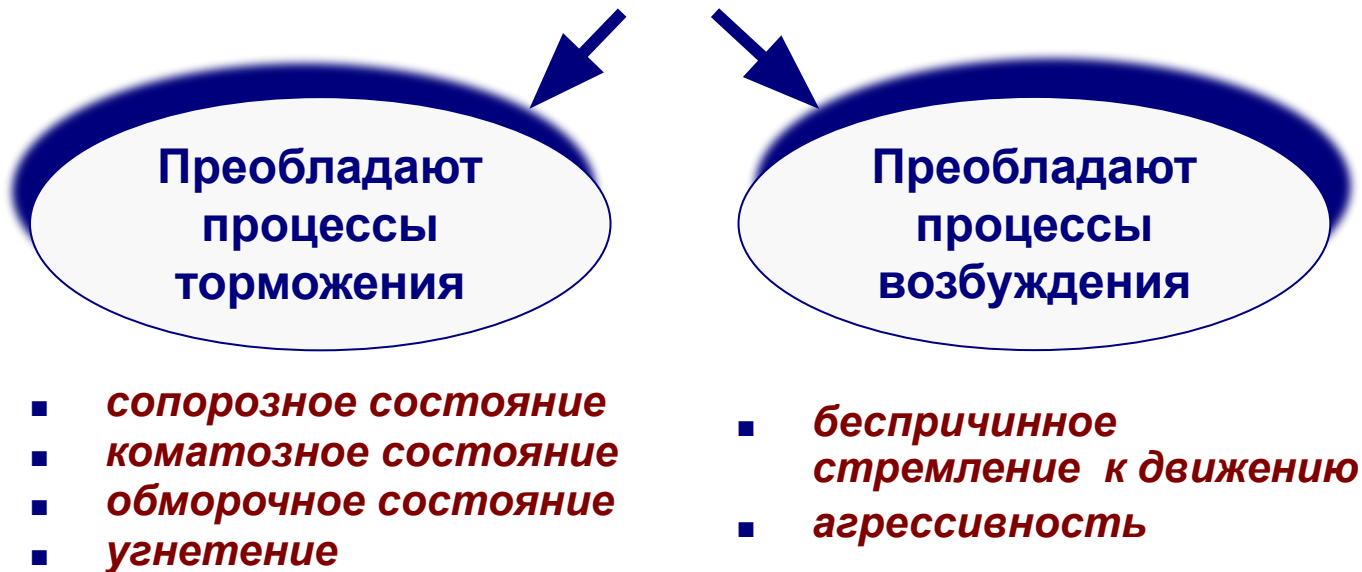 Преобладают
процессы
торможения
Преобладают
процессы
возбуждения
▪ сопорозное состояние
▪ коматозное состояние
▪ обморочное состояние
▪ угнетение
▪ беспричинное
стремление к движению
▪ агрессивность